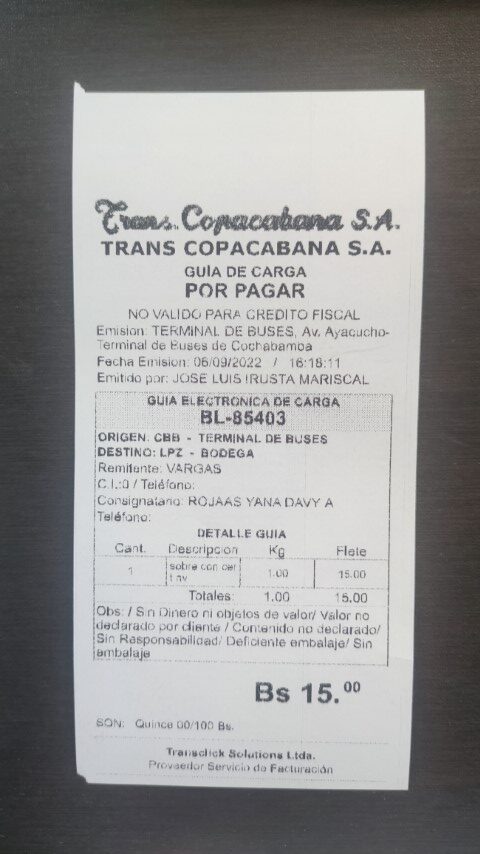 Trans. Copacabana S.A.
TRANS COPACABANA S.A.
GUÍA DE CARGA
POR PAGAR
NO VALIDO PARA CREDITO FISCAL
Emision: TERMINAL DE BUSES, Av. Ayacucho-
Terminal de Buses de Cochabamba
Fecha Emision: 06/09/2022 / 16:18:11
Emitido por: JOSE LUIS IRUSTA MARISCAL
GUIA ELECTRONICA DE CARGA
BL-85403
ORIGEN: CBB - TERMINAL DE BUSES
DESTINO: LPZ - BODEGA
Remitente: VARGAS
C.I.:0 / Teléfono:
Consignatario: ROJAAS YANA DAVY A
Teléfono:
DETALLE GUIA
Cant. Descripcion Kg Flete
1 sobre con cer 1.00 15.00
Totales: 1.00 15.00
Obs: / Sin Dinero ni objetos de valor/ Valor no
declarado por cliente / Contenido no declarado/
Sin Responsabilidad/ Deficiente embalaje/ Sin
embalaje
Bs 15.00
SON: Quince 00/100 Bs.
Transclick Solutions Ltda.
Proveedor Servicio de Facturación